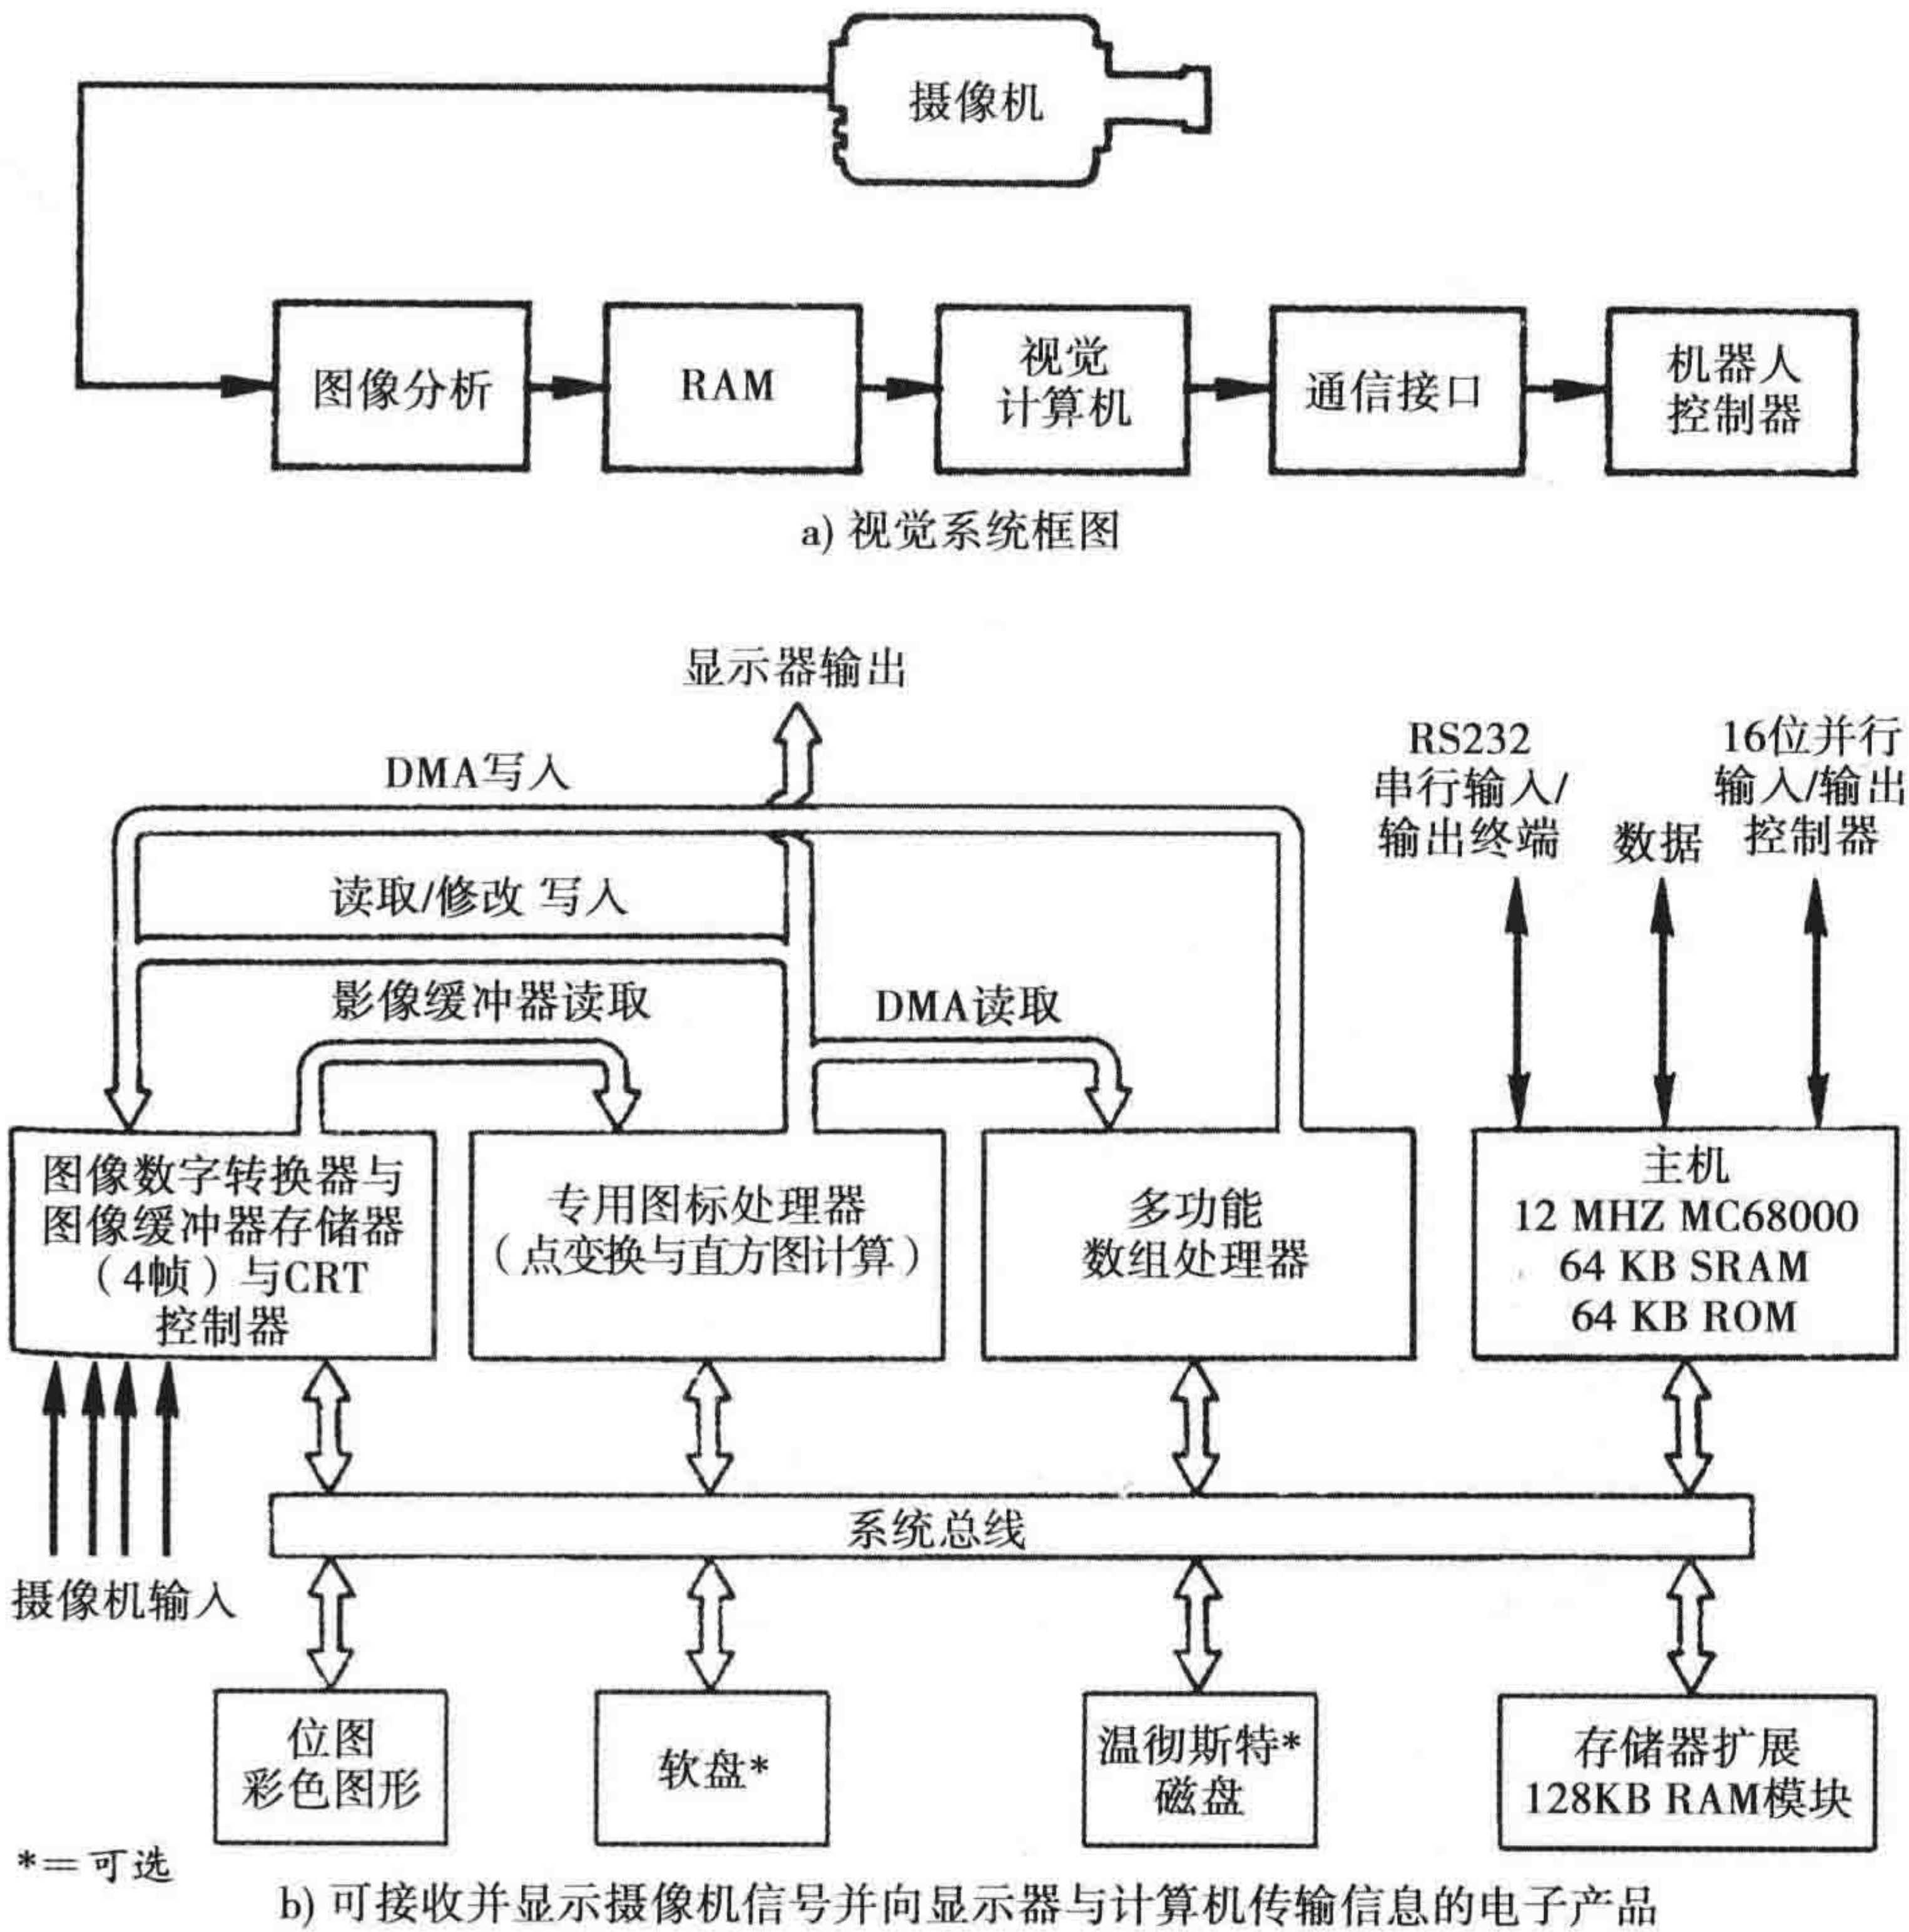 摄像机
图像分析
RAM
视觉
计算机
通信接口
机器人
控制器
a) 视觉系统框图
显示器输出
DMA写入
读取/修改 写入
影像缓冲器读取
DMA读取
RS232
串行输入/
输出终端
数据
16位并行
输入/输出
控制器
图像数字转换器与
图像缓冲器存储器
（4帧）与CRT
控制器
专用图标处理器
（点变换与直方图计算）
多功能
数组处理器
主机
12 MHZ MC68000
64 KB SRAM
64 KB ROM
摄像机输入
系统总线
位图
彩色图形
软盘*
温彻斯特*
磁盘
存储器扩展
128KB RAM模块
*＝可选
b) 可接收并显示摄像机信号并向显示器与计算机传输信息的电子产品